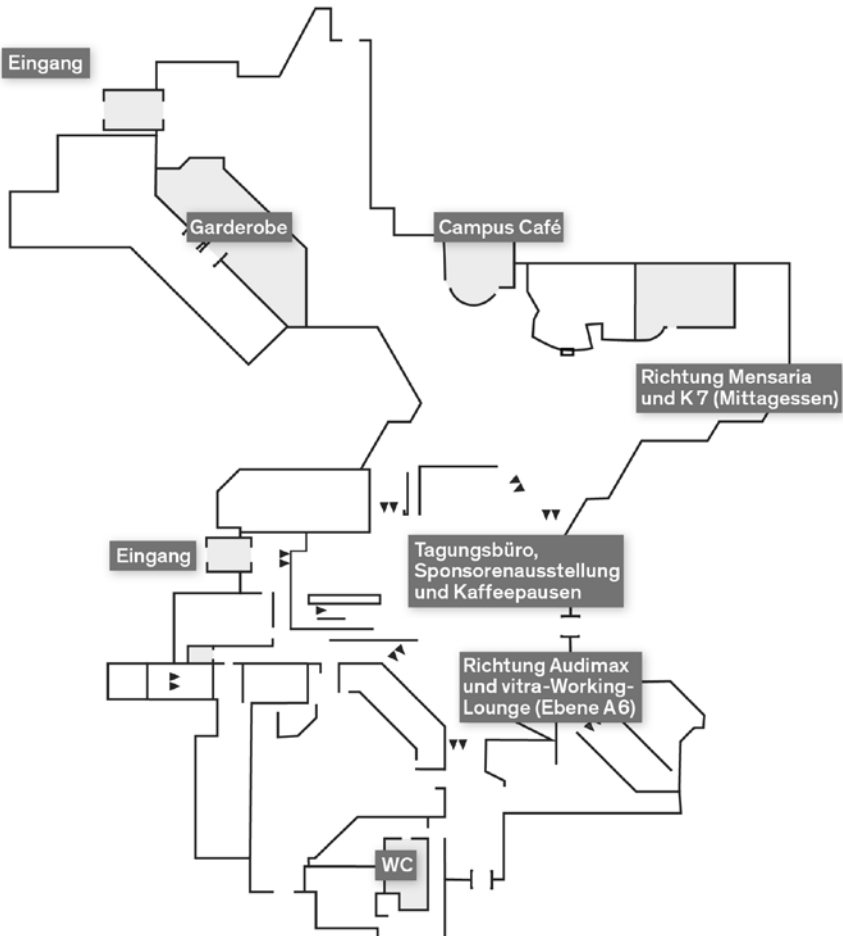 Eingang
Garderobe
Campus Café
Richtung Mensaria
und K 7 (Mittagessen)
Eingang
Tagungsbüro,
Sponsorenausstellung
und Kaffeepausen
Richtung Audimax
und vitra-Working-
Lounge (Ebene A 6)
WC